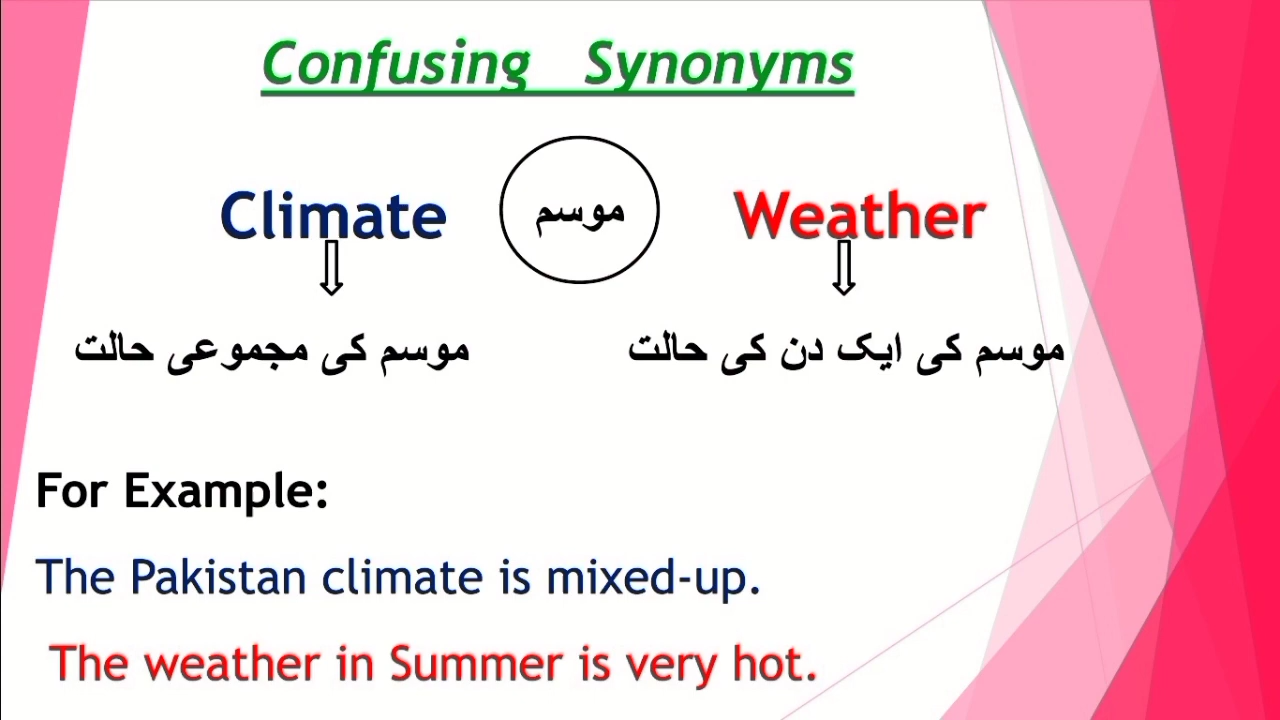 Confusing Synonyms
Climate موسم Weather
موسم کی مجموعی حالت موسم کی ایک دن کی حالت
For Example:
The Pakistan climate is mixed-up.
The weather in Summer is very hot.